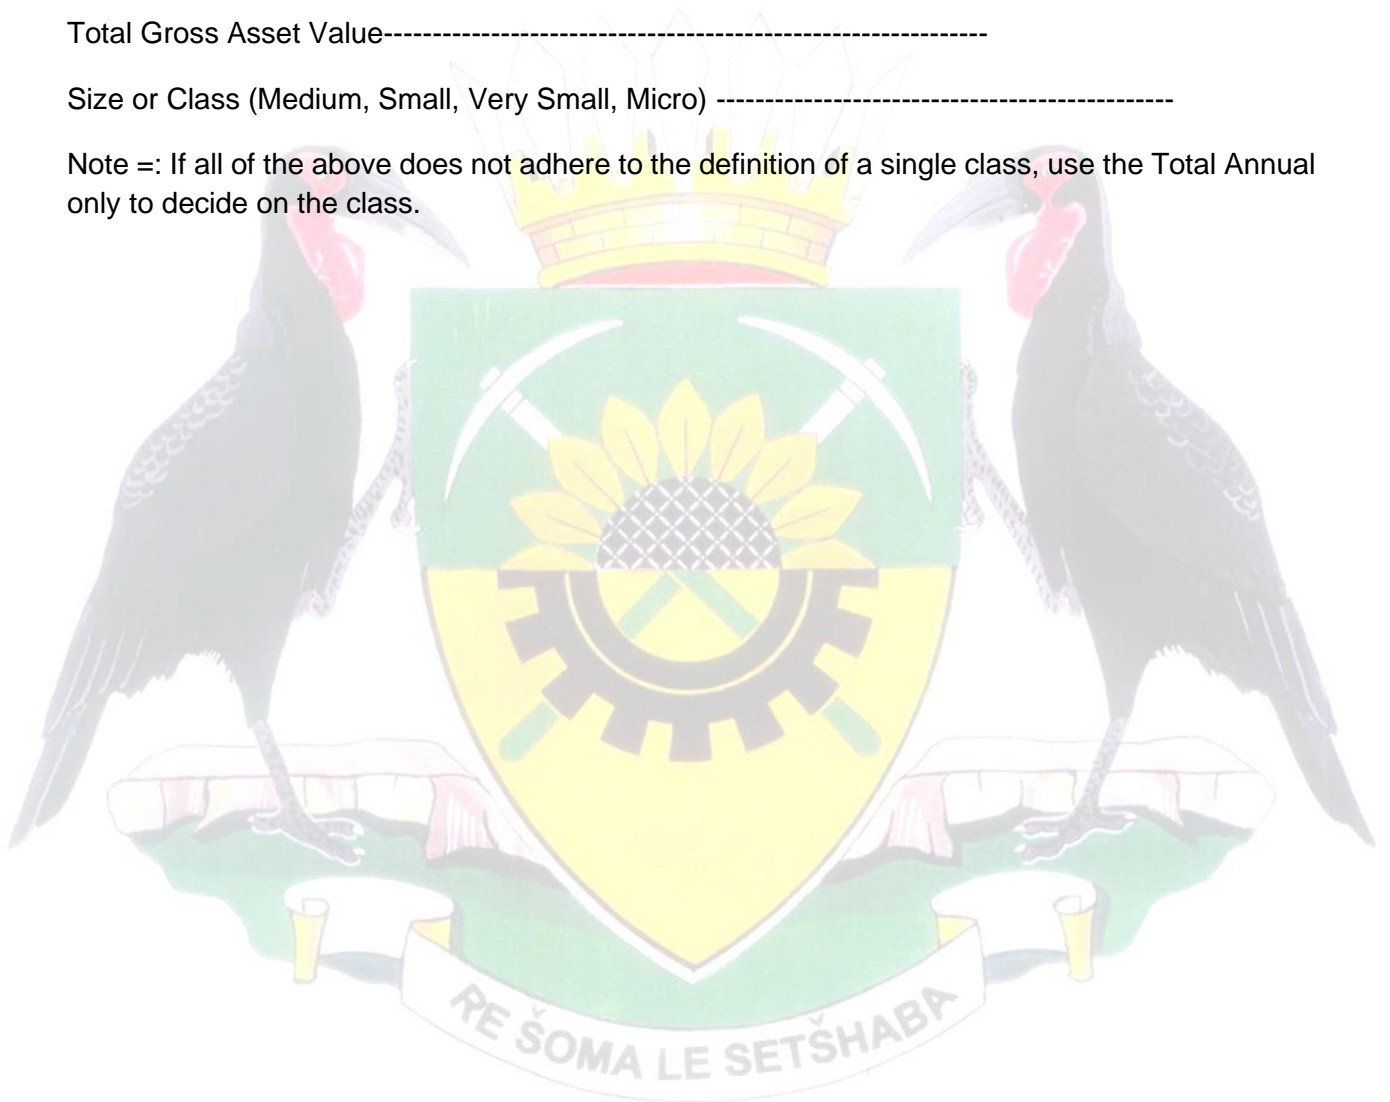 Total Gross Asset Value--------------------------------------------------------------
Size or Class (Medium, Small, Very Small, Micro) -----------------------------------------------
Note =: If all of the above does not adhere to the definition of a single class, use the Total Annual
only to decide on the class.
RE ŠOMA LE SETŠHABA